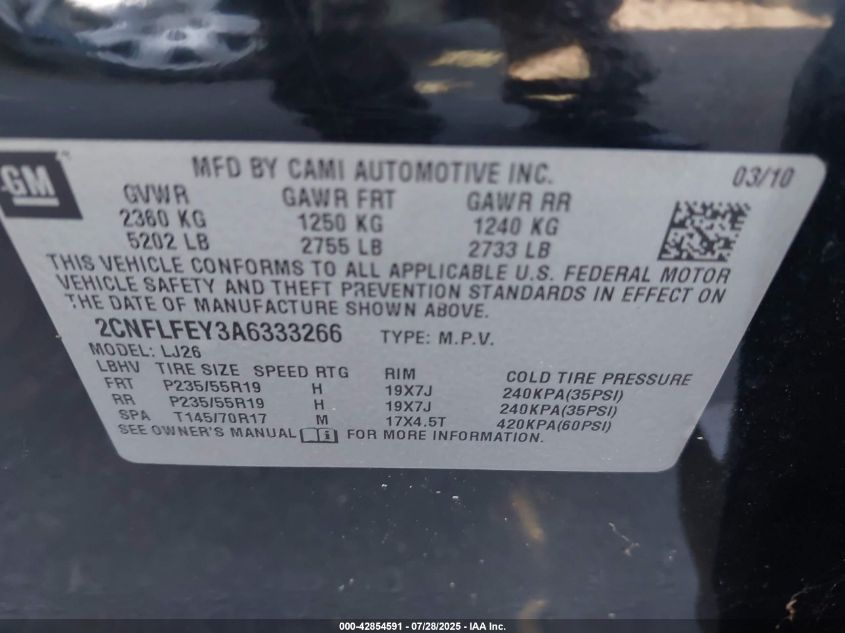 GM
MFD BY CAMI AUTOMOTIVE INC. 03/10
GVWR GAWR FRT GAWR RR
2360 KG 1250 KG 1240 KG
5202 LB 2755 LB 2733 LB
THIS VEHICLE CONFORMS TO ALL APPLICABLE U.S. FEDERAL MOTOR
VEHICLE SAFETY AND THEFT PREVENTION STANDARDS IN EFFECT ON
THE DATE OF MANUFACTURE SHOWN ABOVE.
2CNFLFEY3A6333266 TYPE: M.P.V.
MODEL: LJ26
LBHV TIRE SIZE SPEED RTG RIM COLD TIRE PRESSURE
FRT P235/55R19 H 19X7J 240KPA(35PSI)
RR P235/55R19 H 19X7J 240KPA(35PSI)
SPA T145/70R17 M 17X4.5T 420KPA(60PSI)
SEE OWNER'S MANUAL FOR MORE INFORMATION.
000-42854591 - 07/28/2025 - IAA Inc.